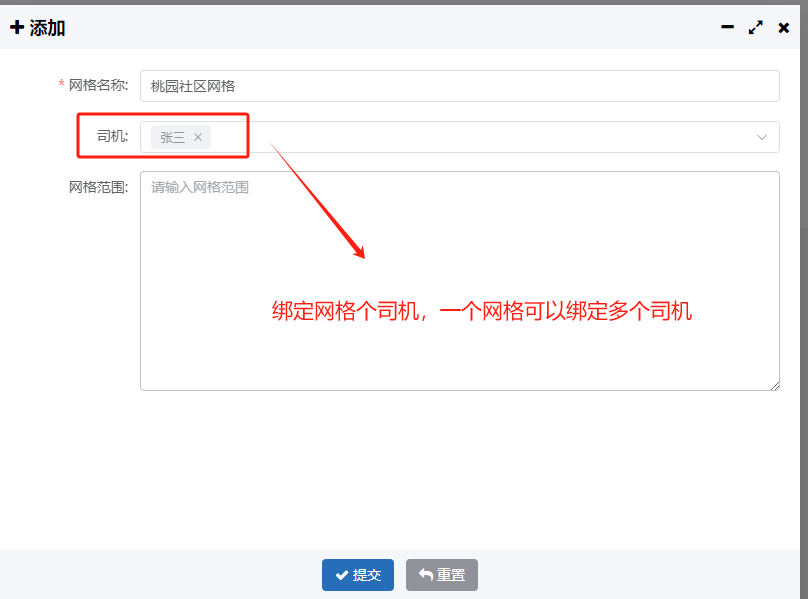 添加
* 网格名称: 桃园社区网格
司机: 张三 ×
网格范围: 请输入网格范围
绑定网格个司机，一个网格可以绑定多个司机
提交 重置